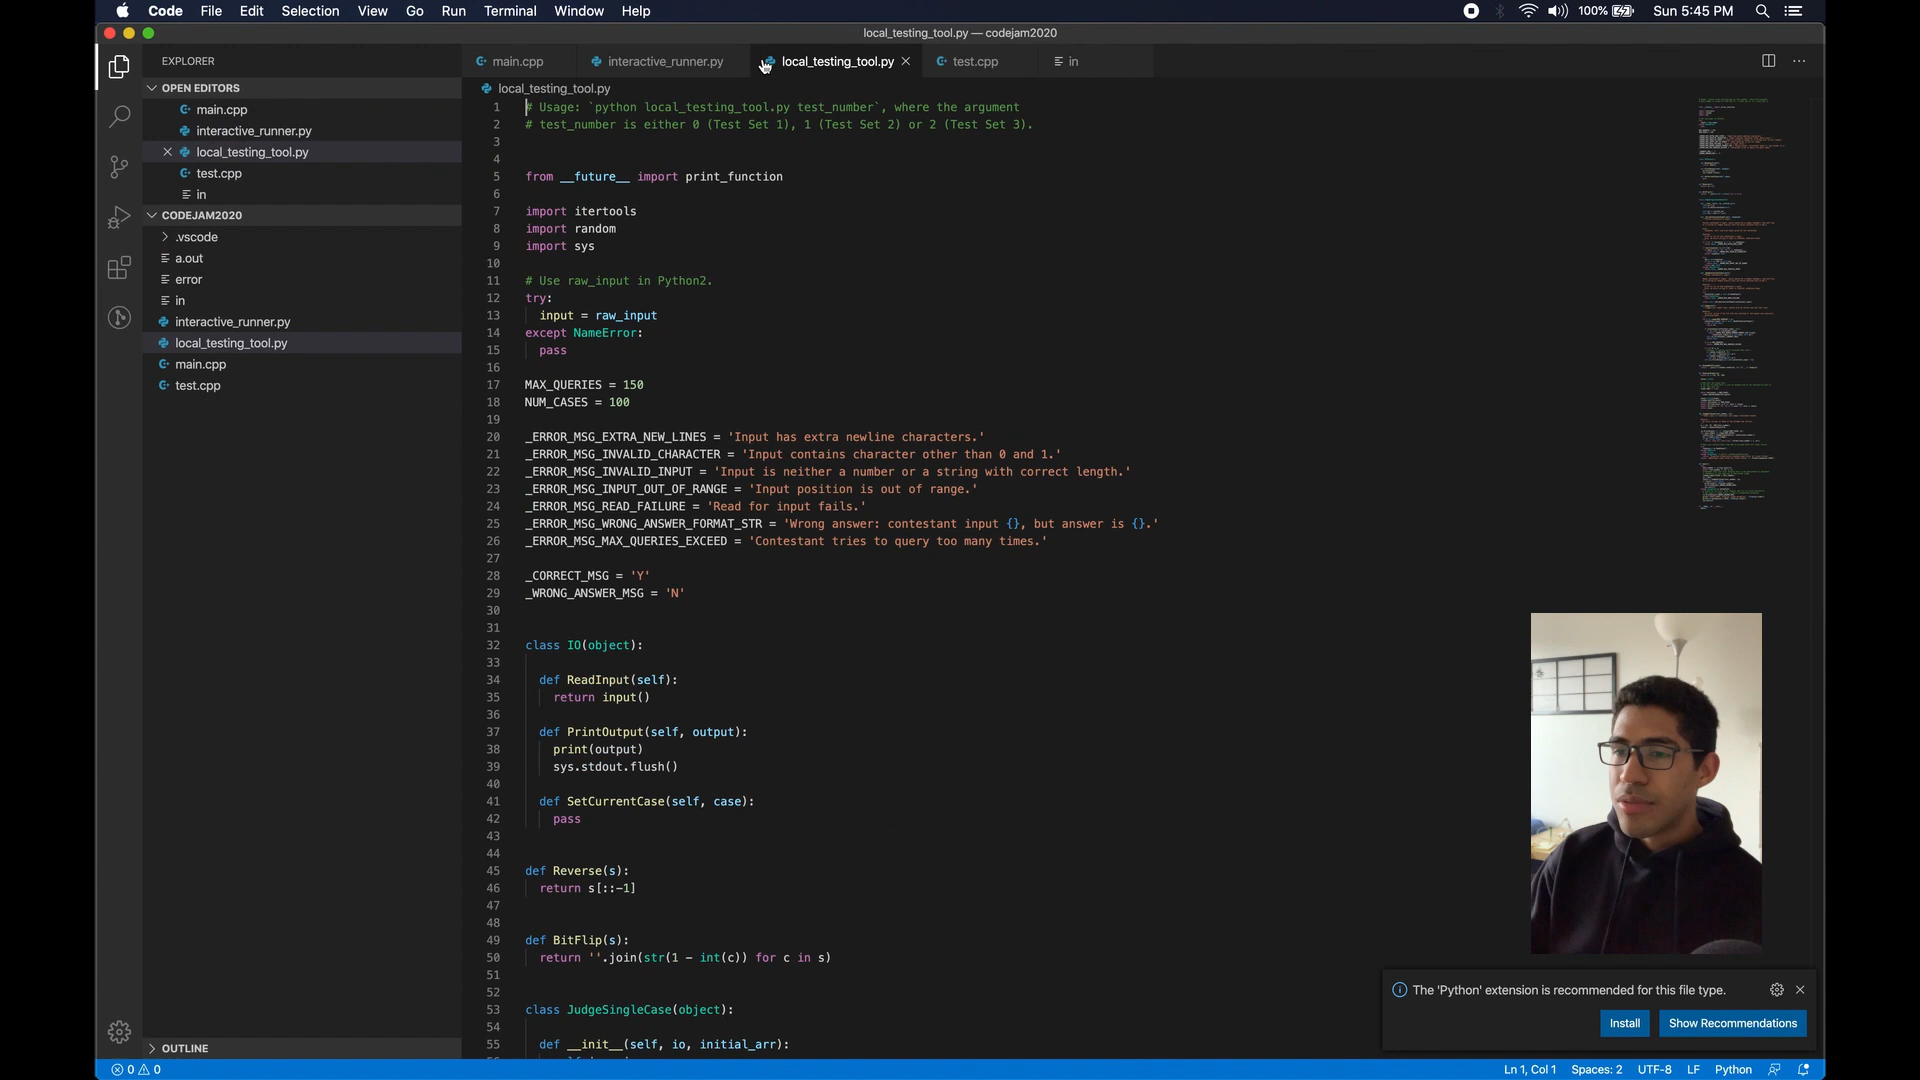 Code File Edit Selection View Go Run Terminal Window Help 100% Sun 5:45 PM
local_testing_tool.py — codejam2020
EXPLORER
OPEN EDITORS
main.cpp
interactive_runner.py
local_testing_tool.py
test.cpp
in
CODEJAM2020
.vscode
a.out
error
in
interactive_runner.py
local_testing_tool.py
main.cpp
test.cpp
OUTLINE
main.cpp interactive_runner.py local_testing_tool.py test.cpp in
local_testing_tool.py
1 # Usage: `python local_testing_tool.py test_number`, where the argument
2 # test_number is either 0 (Test Set 1), 1 (Test Set 2) or 2 (Test Set 3).
3
4
5 from __future__ import print_function
6
7 import itertools
8 import random
9 import sys
10
11 # Use raw_input in Python2.
12 try:
13 input = raw_input
14 except NameError:
15 pass
16
17 MAX_QUERIES = 150
18 NUM_CASES = 100
19
20 _ERROR_MSG_EXTRA_NEW_LINES = 'Input has extra newline characters.'
21 _ERROR_MSG_INVALID_CHARACTER = 'Input contains character other than 0 and 1.'
22 _ERROR_MSG_INVALID_INPUT = 'Input is neither a number or a string with correct length.'
23 _ERROR_MSG_INPUT_OUT_OF_RANGE = 'Input position is out of range.'
24 _ERROR_MSG_READ_FAILURE = 'Read for input fails.'
25 _ERROR_MSG_WRONG_ANSWER_FORMAT_STR = 'Wrong answer: contestant input {}, but answer is {}.'
26 _ERROR_MSG_MAX_QUERIES_EXCEED = 'Contestant tries to query too many times.'
27
28 _CORRECT_MSG = 'Y'
29 _WRONG_ANSWER_MSG = 'N'
30
31
32 class IO(object):
33
34 def ReadInput(self):
35 return input()
36
37 def PrintOutput(self, output):
38 print(output)
39 sys.stdout.flush()
40
41 def SetCurrentCase(self, case):
42 pass
43
44
45 def Reverse(s):
46 return s[::-1]
47
48
49 def BitFlip(s):
50 return ''.join(str(1 - int(c)) for c in s)
51
52
53 class JudgeSingleCase(object):
54
55 def __init__(self, io, initial_arr):
The 'Python' extension is recommended for this file type.
Install Show Recommendations
0 0 Ln 1, Col 1 Spaces: 2 UTF-8 LF Python